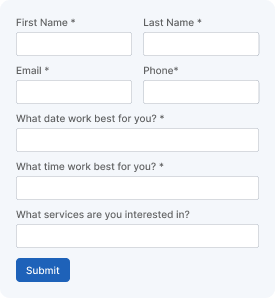 First Name *
Last Name *
Email *
Phone*
What date work best for you? *
What time work best for you? *
What services are you interested in?
Submit